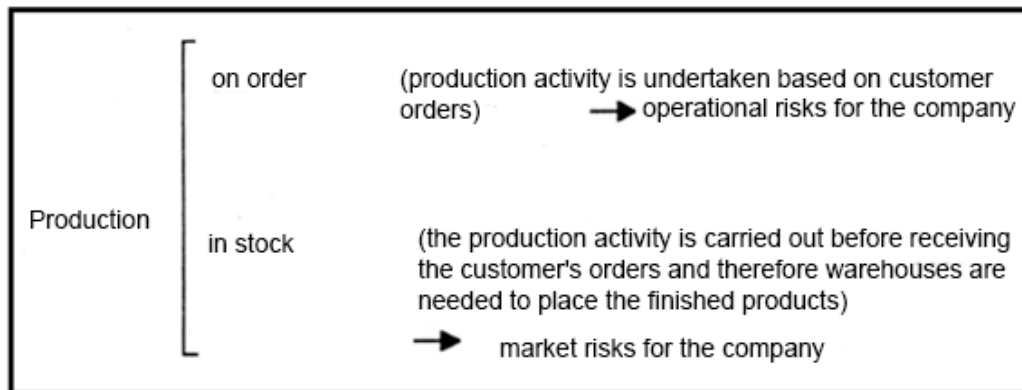 on order
(production activity is undertaken based on customer
orders) → operational risks for the company
Production
in stock
(the production activity is carried out before receiving
the customer's orders and therefore warehouses are
needed to place the finished products)
→ market risks for the company